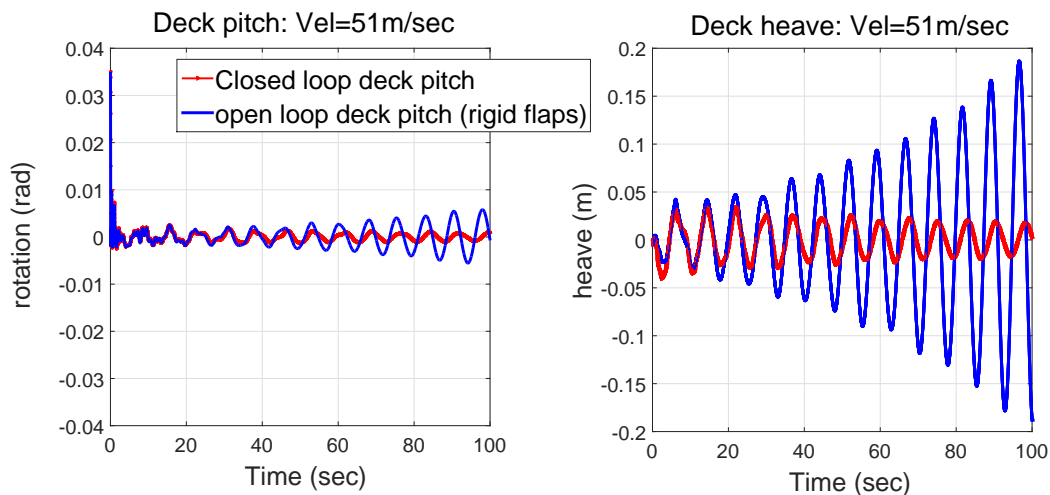 Deck pitch: Vel=51m/sec
0.04
0.03
0.02
0.01
0
-0.01
-0.02
-0.03
-0.04
rotation (rad)
Closed loop deck pitch
open loop deck pitch (rigid flaps)
0 20 40 60 80 100
Time (sec)
Deck heave: Vel=51m/sec
0.2
0.15
0.1
0.05
0
-0.05
-0.1
-0.15
-0.2
heave (m)
0 20 40 60 80 100
Time (sec)